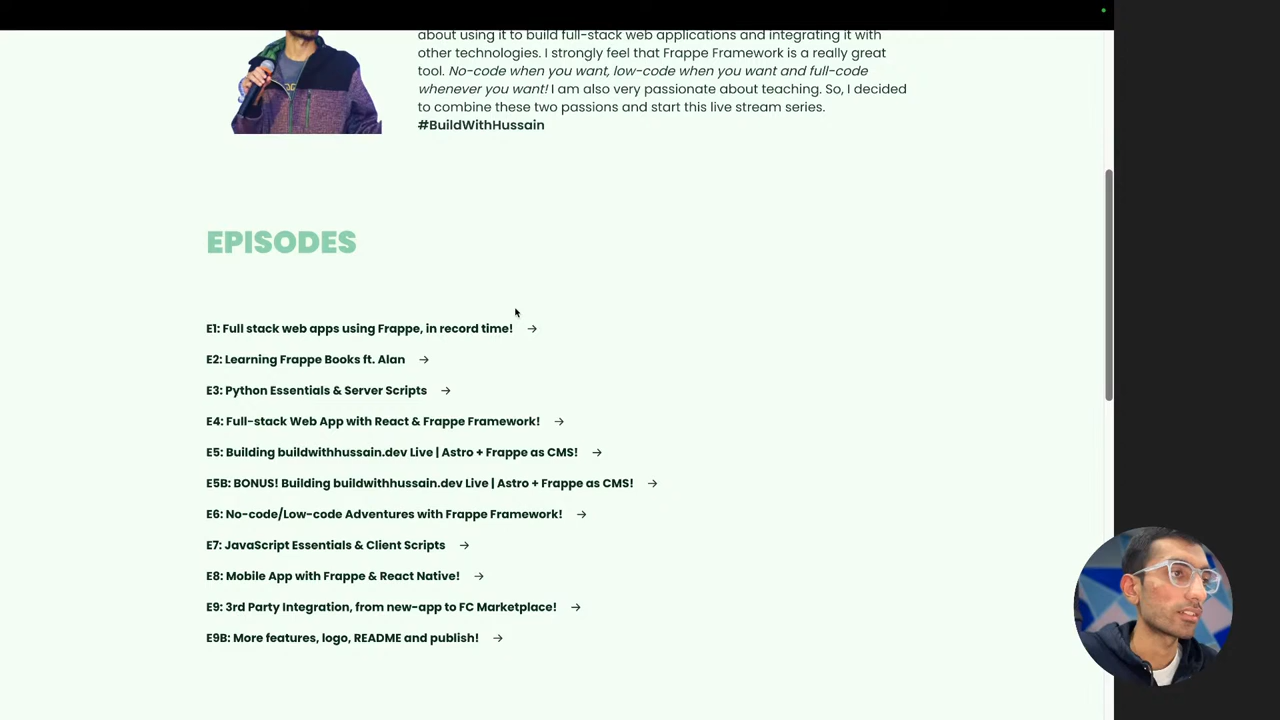 about using it to build full-stack web applications and integrating it with
other technologies. I strongly feel that Frappe Framework is a really great
tool. No-code when you want, low-code when you want and full-code
whenever you want! I am also very passionate about teaching. So, I decided
to combine these two passions and start this live stream series.
#BuildWithHussain
EPISODES
E1: Full stack web apps using Frappe, in record time! →
E2: Learning Frappe Books ft. Alan →
E3: Python Essentials & Server Scripts →
E4: Full-stack Web App with React & Frappe Framework! →
E5: Building buildwithhussain.dev Live | Astro + Frappe as CMS! →
E5B: BONUS! Building buildwithhussain.dev Live | Astro + Frappe as CMS! →
E6: No-code/Low-code Adventures with Frappe Framework! →
E7: JavaScript Essentials & Client Scripts →
E8: Mobile App with Frappe & React Native! →
E9: 3rd Party Integration, from new-app to FC Marketplace! →
E9B: More features, logo, README and publish! →